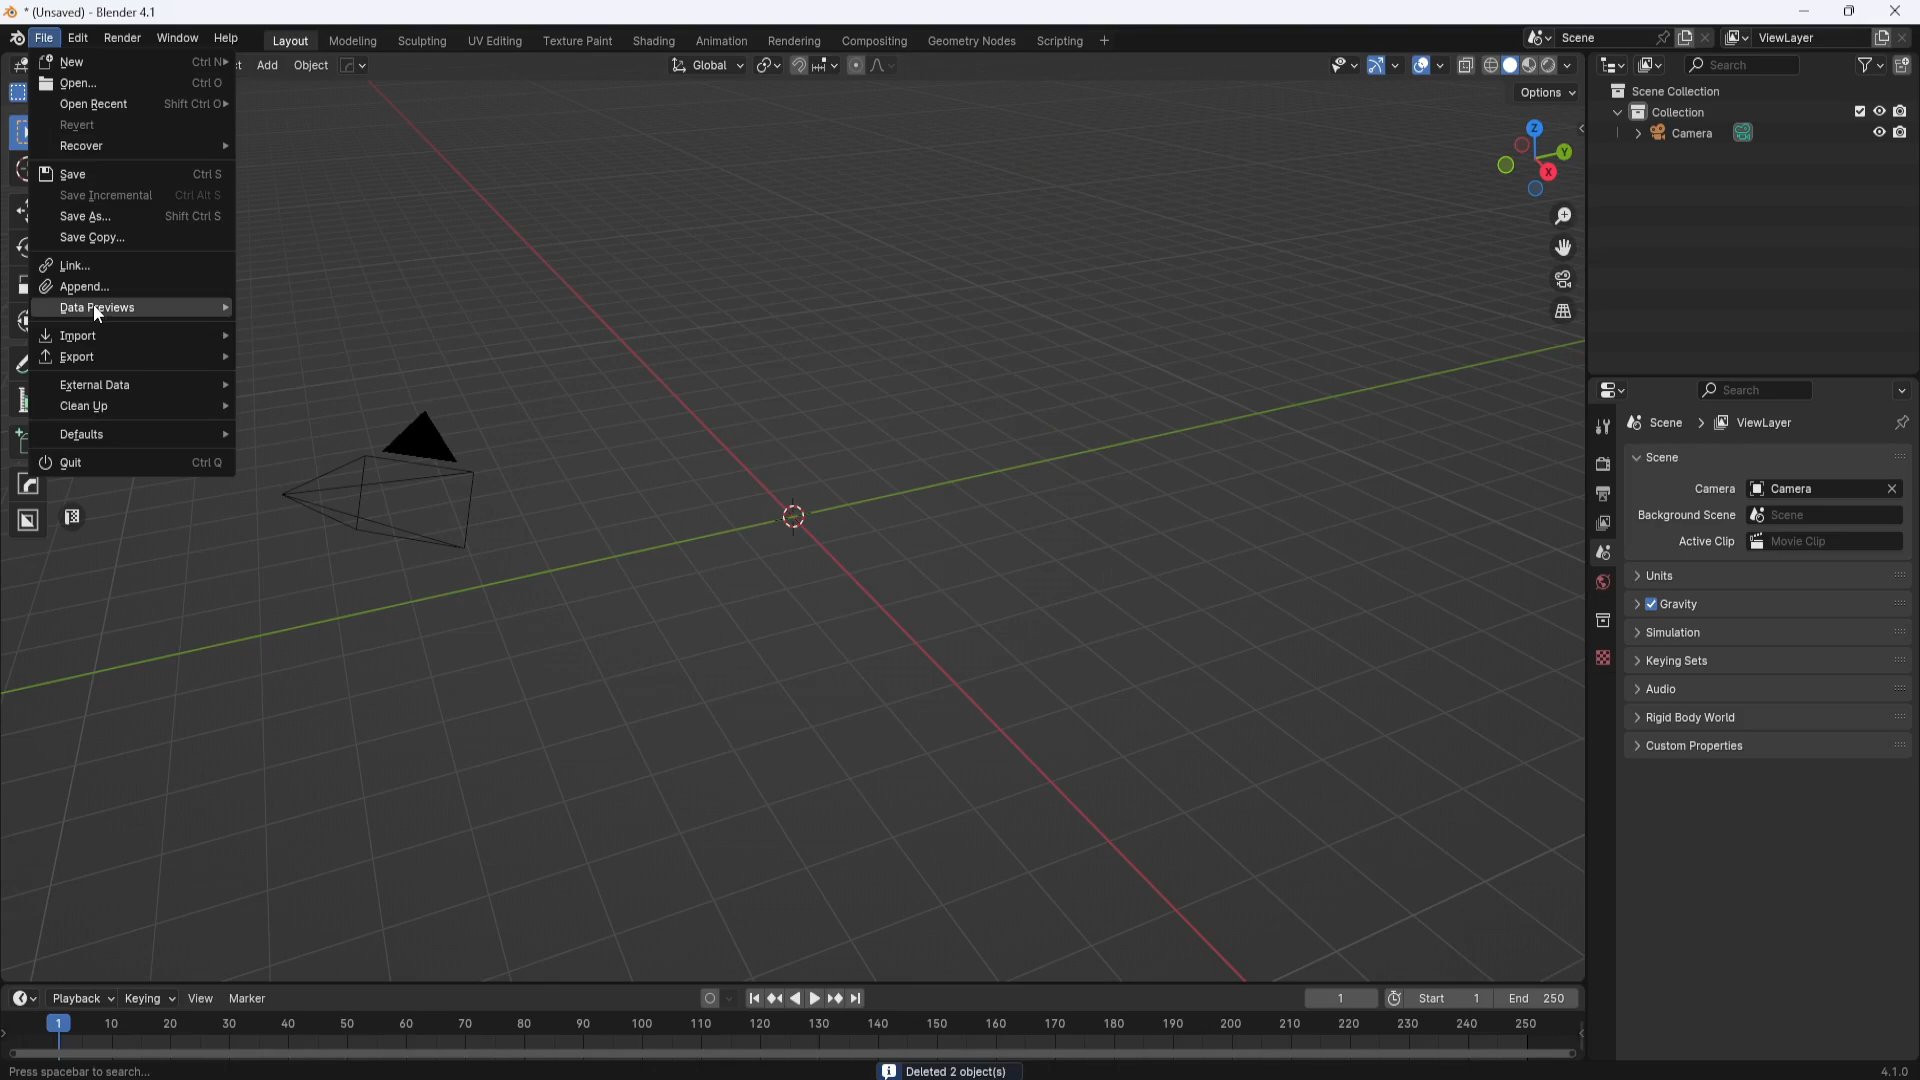 * (Unsaved) - Blender 4.1
File Edit Render Window Help Layout Modeling Sculpting UV Editing Texture Paint Shading Animation Rendering Compositing Geometry Nodes Scripting + Scene ViewLayer
Add Object Global Search
Options
New Ctrl N
Open... Ctrl O
Open Recent Shift Ctrl O
Revert
Recover
Save Ctrl S
Save Incremental Ctrl Alt S
Save As... Shift Ctrl S
Save Copy...
Link...
Append...
Data Previews
Import
Export
External Data
Clean Up
Defaults
Quit Ctrl Q
Z
Y
X
Scene Collection
Collection
Camera
Search
Scene ViewLayer
Scene
Camera Camera
Background Scene Scene
Active Clip Movie Clip
Units
Gravity
Simulation
Keying Sets
Audio
Rigid Body World
Custom Properties
Playback Keying View Marker 1 Start 1 End 250
1 10 20 30 40 50 60 70 80 90 100 110 120 130 140 150 160 170 180 190 200 210 220 230 240 250
Press spacebar to search... Deleted 2 object(s) 4.1.0